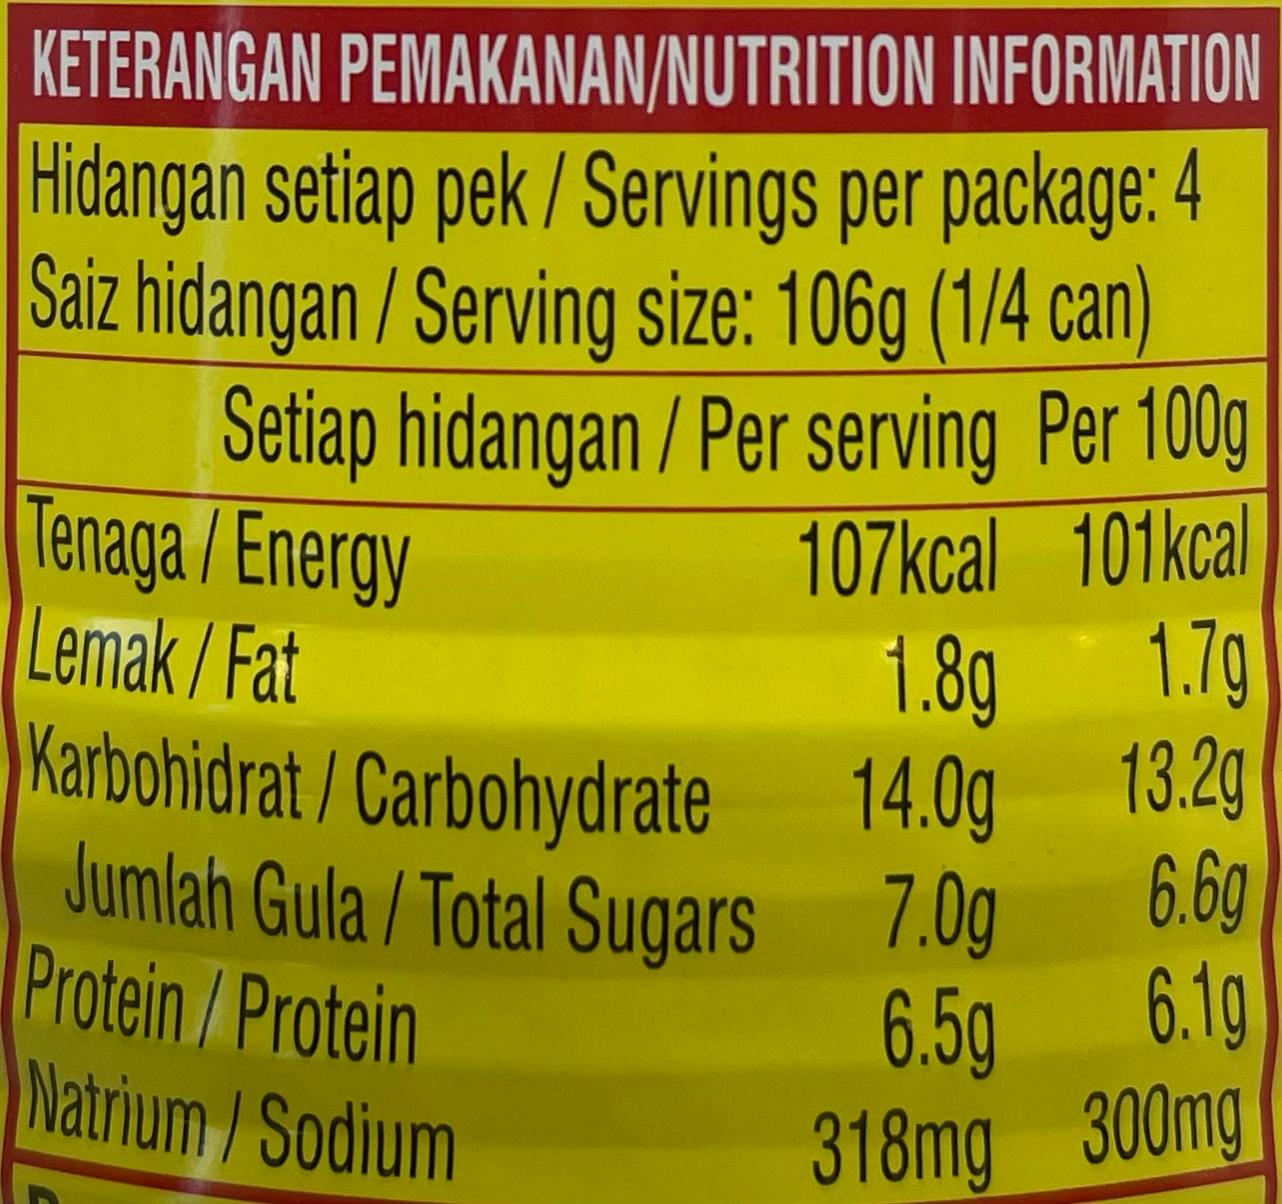 KETERANGAN PEMAKANAN/NUTRITION INFORMATION
Hidangan setiap pek / Servings per package: 4
Saiz hidangan / Serving size: 106g (1/4 can)
Setiap hidangan / Per serving Per 100g
Tenaga / Energy 107kcal 101kcal
Lemak / Fat 1.8g 1.7g
Karbohidrat / Carbohydrate 14.0g 13.2g
Jumlah Gula / Total Sugars 7.0g 6.6g
Protein / Protein 6.5g 6.1g
Natrium / Sodium 318mg 300mg